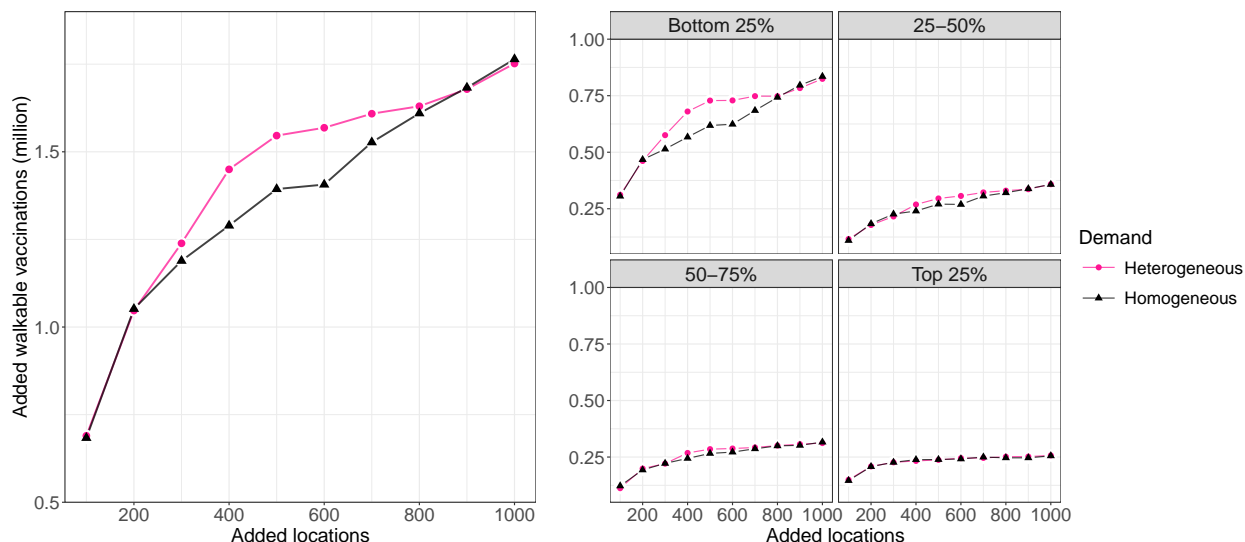 Added walkable vaccinations (million)
1.5
1.0
0.5
200 400 600 800 1000
Added locations
Bottom 25% 25−50%
1.00
0.75
0.50
0.25
50−75% Top 25%
1.00
0.75
0.50
0.25
200 400 600 800 1000 200 400 600 800 1000
Added locations
Demand
Heterogeneous
Homogeneous